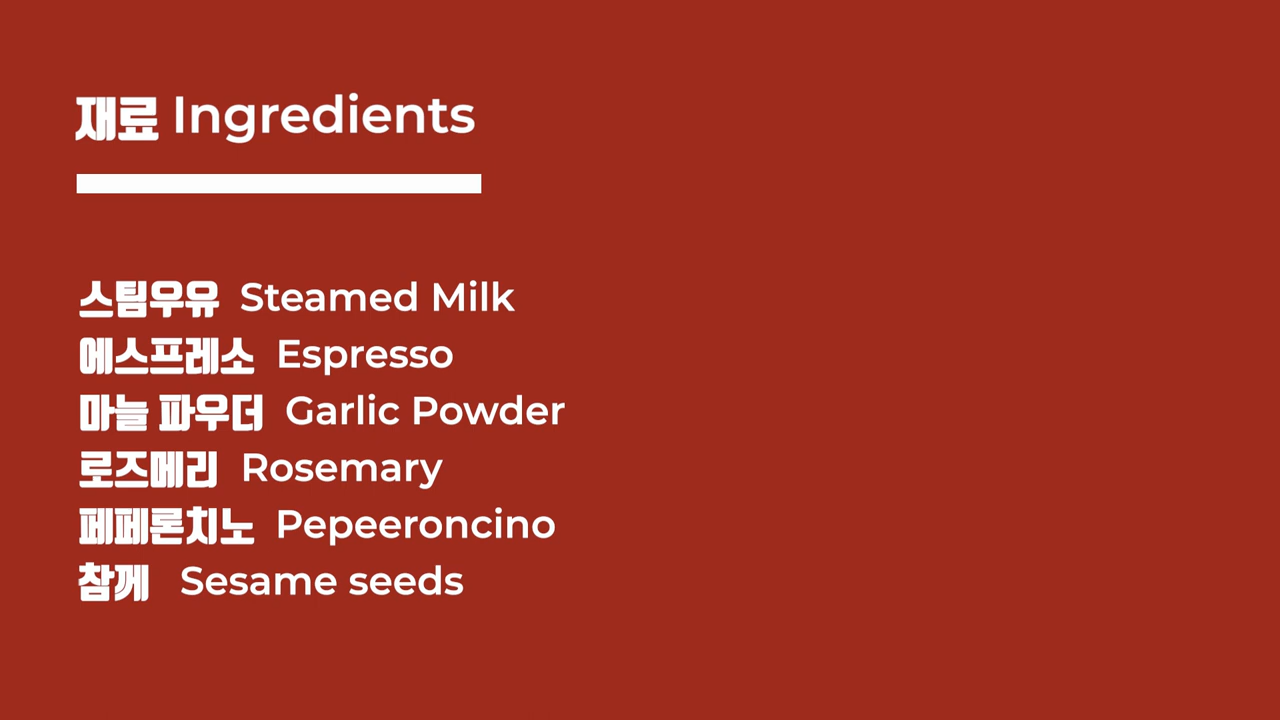 재료 Ingredients
스팀우유 Steamed Milk
에스프레소 Espresso
마늘 파우더 Garlic Powder
로즈메리 Rosemary
페페론치노 Pepeeroncino
참께 Sesame seeds